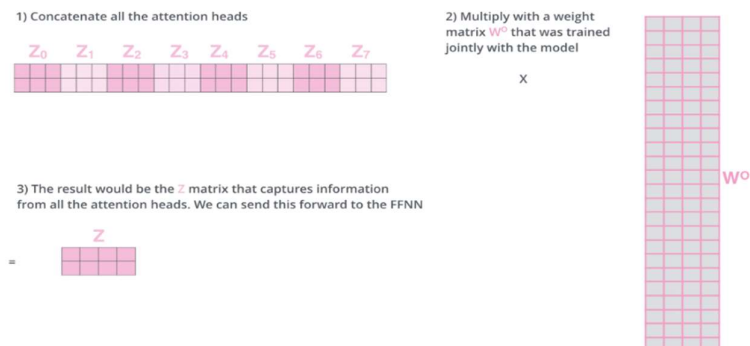 1) Concatenate all the attention heads
Z0 Z1 Z2 Z3 Z4 Z5 Z6 Z7
2) Multiply with a weight
matrix WO that was trained
jointly with the model
X
WO
3) The result would be the Z matrix that captures information
from all the attention heads. We can send this forward to the FFNN
Z
=